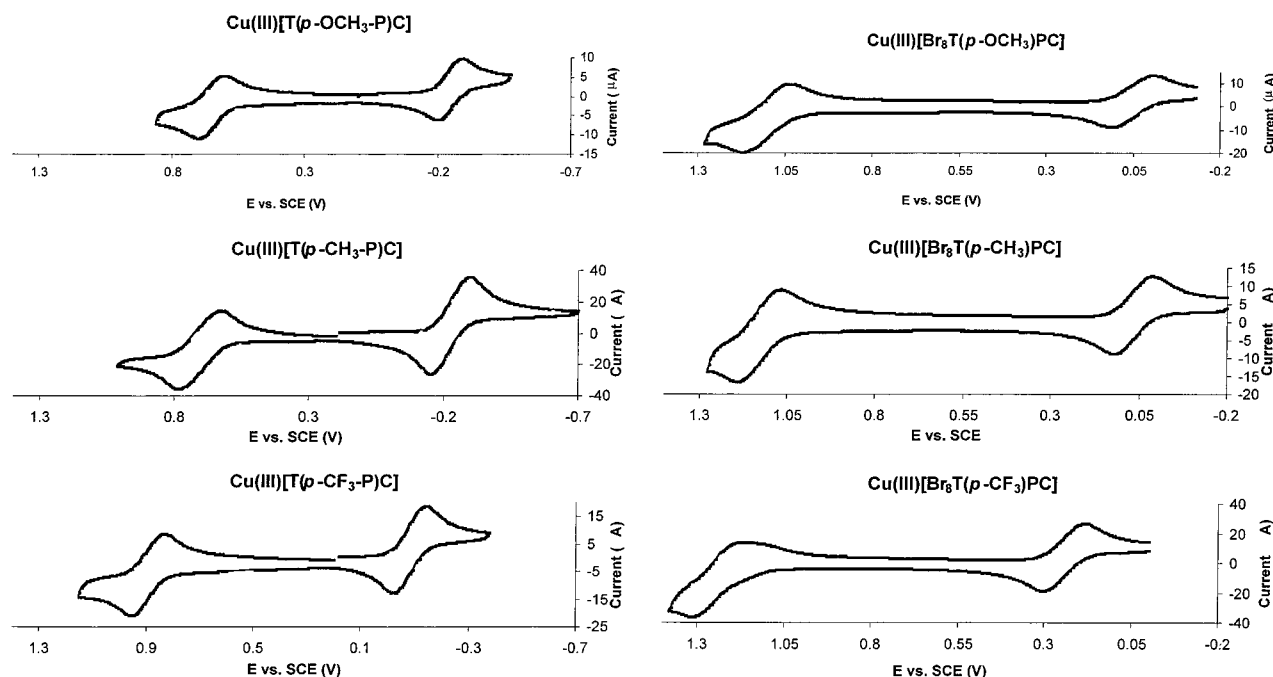 Cu(III)[T(p-OCH₃-P)C]
10
5
0
-5
-10
-15
Current ( μA)
1.3 0.8 0.3 -0.2 -0.7
E vs. SCE (V)
Cu(III)[Br₈T(p-OCH₃)PC]
10
0
-10
-20
Current (μ A)
1.3 1.05 0.8 0.55 0.3 0.05 -0.2
E vs. SCE (V)
Cu(III)[T(p-CH₃-P)C]
40
20
0
-20
-40
Current ( A)
1.3 0.8 0.3 -0.2 -0.7
E vs. SCE (V)
Cu(III)[Br₈T(p-CH₃)PC]
15
10
5
0
-5
-10
-15
-20
Currrent ( A)
1.3 1.05 0.8 0.55 0.3 0.05 -0.2
E vs. SCE
Cu(III)[T(p-CF₃-P)C]
15
5
-5
-15
-25
Current ( A)
1.3 0.9 0.5 0.1 -0.3 -0.7
E vs. SCE (V)
Cu(III)[Br₈T(p-CF₃)PC]
40
20
0
-20
-40
Current A)
1.3 1.05 0.8 0.55 0.3 0.05 -0.2
E vs. SCE (V)